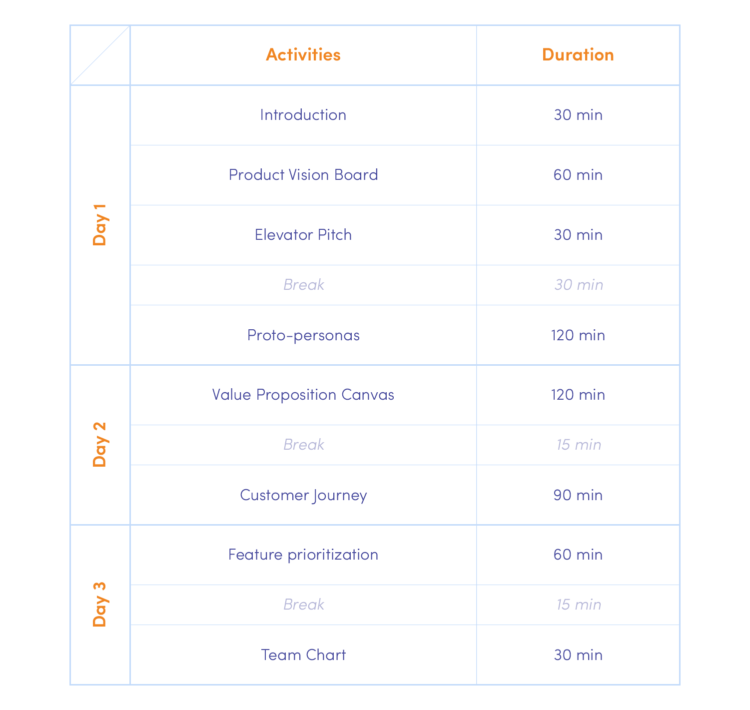 Activities Duration
Day 1
Introduction 30 min
Product Vision Board 60 min
Elevator Pitch 30 min
Break 30 min
Proto-personas 120 min
Day 2
Value Proposition Canvas 120 min
Break 15 min
Customer Journey 90 min
Day 3
Feature prioritization 60 min
Break 15 min
Team Chart 30 min